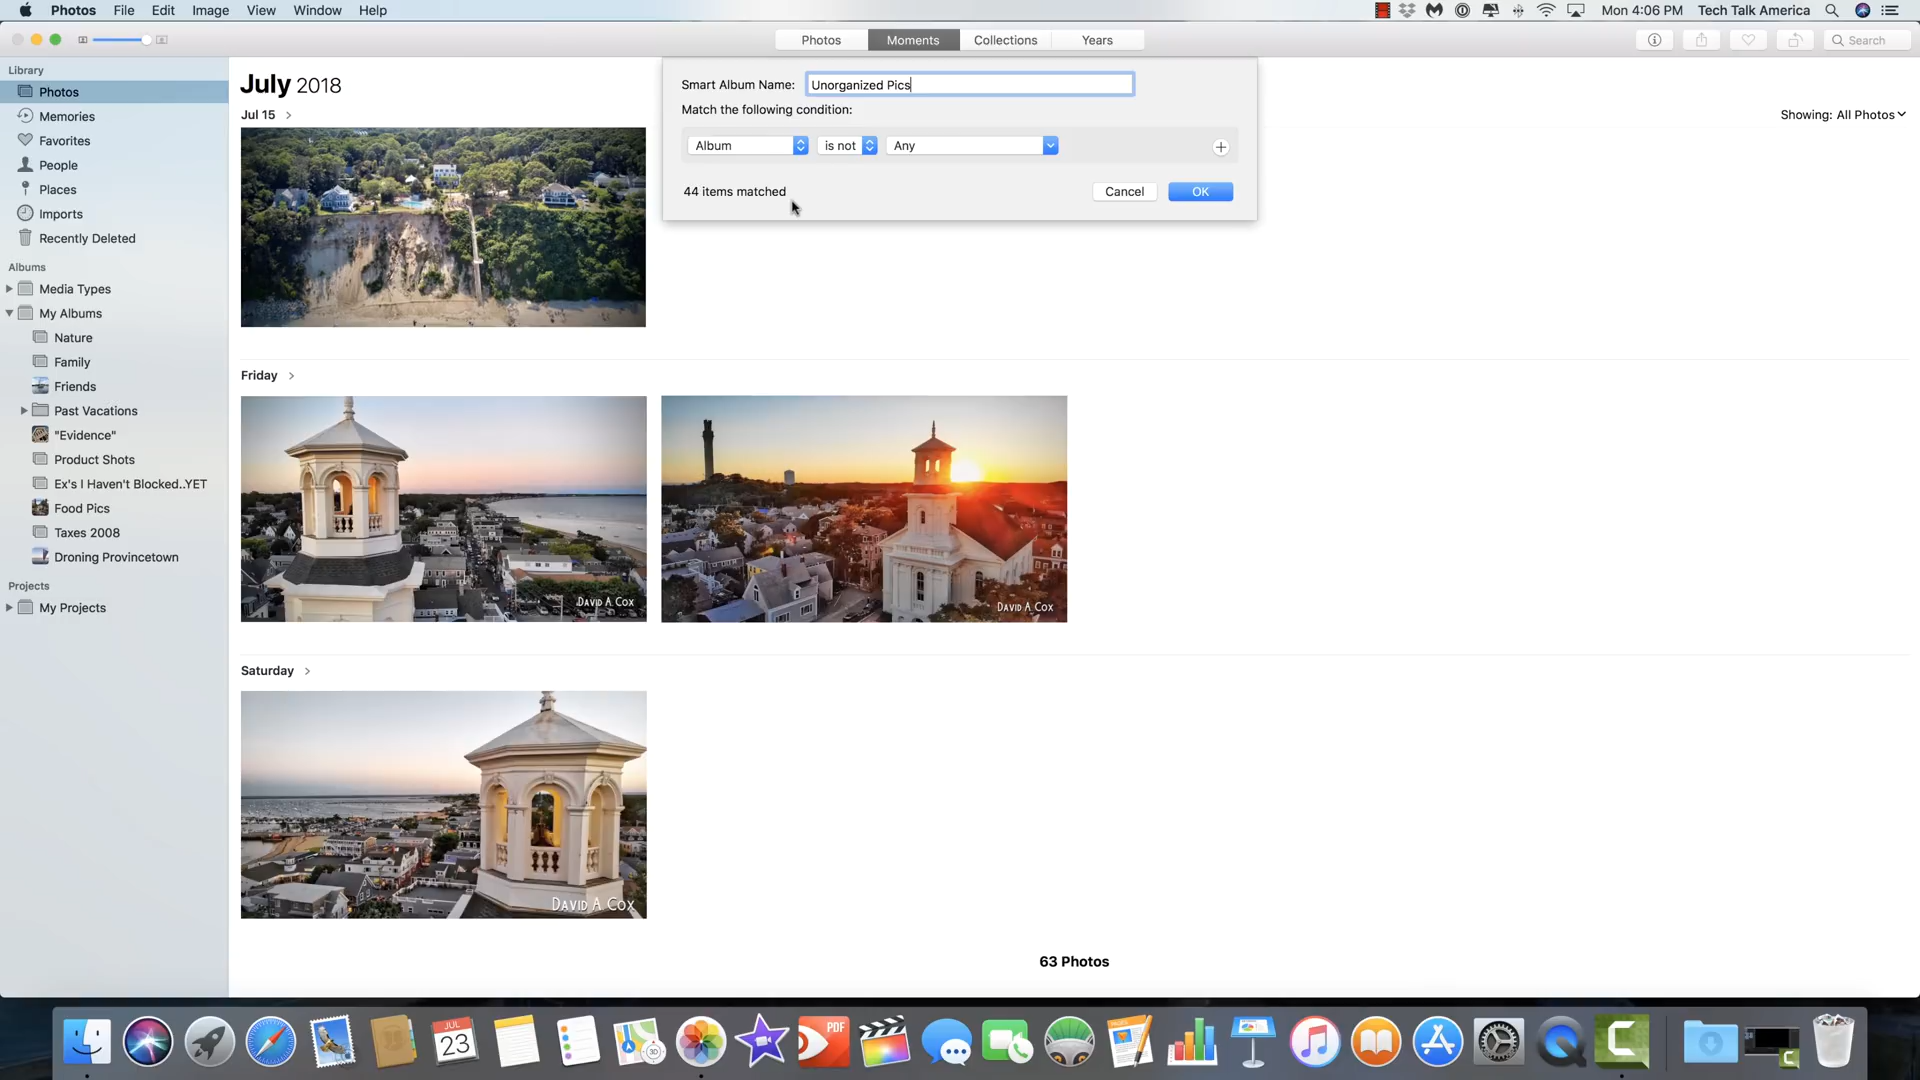 Photos File Edit Image View Window Help
Mon 4:06 PM Tech Talk America
Photos Moments Collections Years
Search
Library
Photos
Memories
Favorites
People
Places
Imports
Recently Deleted
Albums
Media Types
My Albums
Nature
Family
Friends
Past Vacations
"Evidence"
Product Shots
Ex's I Haven't Blocked..YET
Food Pics
Taxes 2008
Droning Provincetown
Projects
My Projects
July 2018
Jul 15 >
Showing: All Photos
Smart Album Name: Unorganized Pics
Match the following condition:
Album is not Any
44 items matched
Cancel OK
Friday >
DAVID A. COX
DAVID A. COX
Saturday >
DAVID A. COX
63 Photos
JUL
23
3D
PDF
PAGES